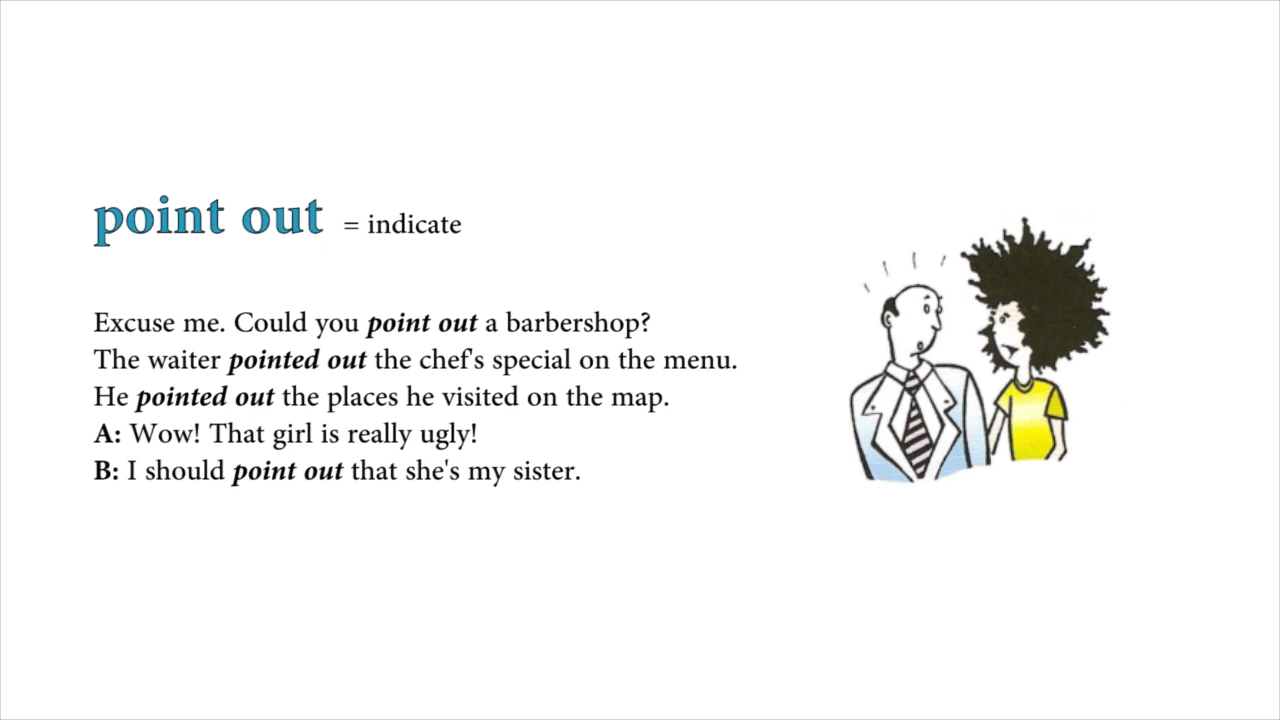 point out = indicate
Excuse me. Could you point out a barbershop?
The waiter pointed out the chef's special on the menu.
He pointed out the places he visited on the map.
A: Wow! That girl is really ugly!
B: I should point out that she's my sister.